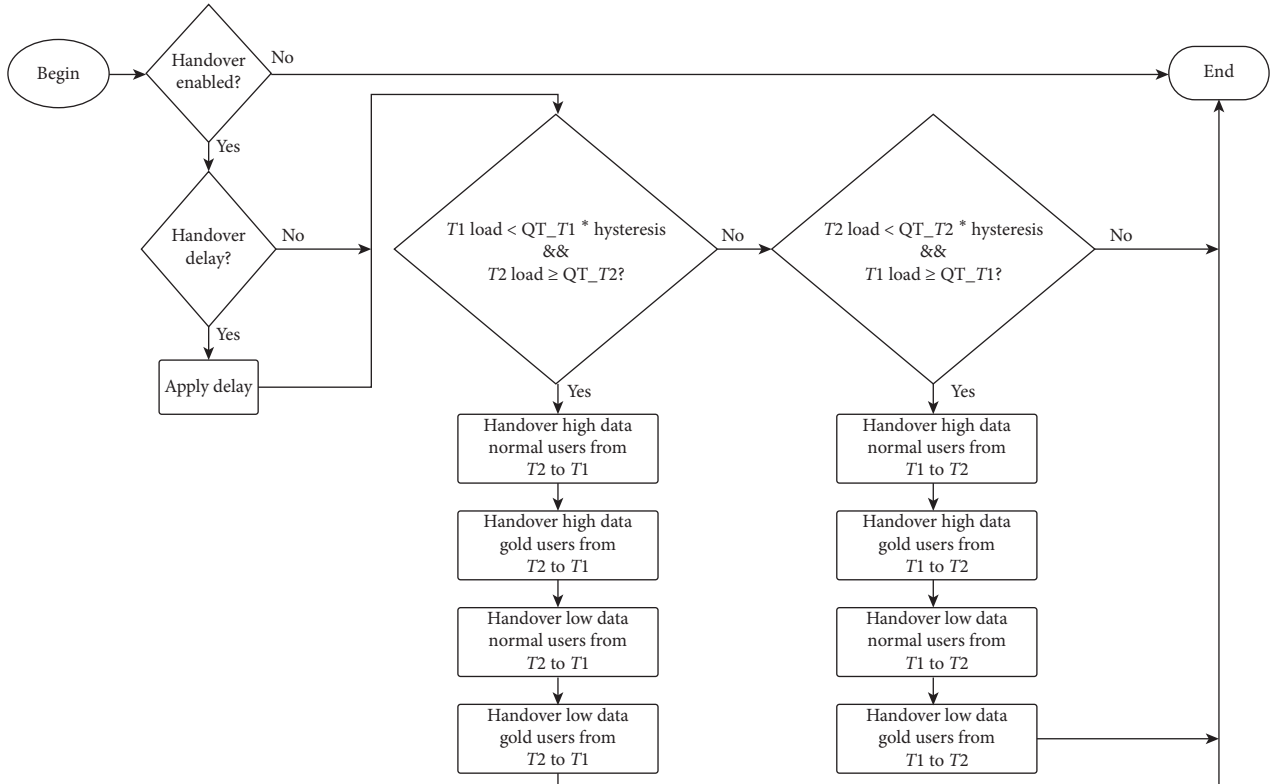 Begin
Handover
enabled?
No
End
Yes
Handover
delay?
No
Yes
Apply delay
T1 load < QT_T1 * hysteresis
&&
T2 load ≥ QT_T2?
No
Yes
T2 load < QT_T2 * hysteresis
&&
T1 load ≥ QT_T1?
No
Yes
Handover high data
normal users from
T2 to T1
Handover high data
gold users from
T2 to T1
Handover low data
normal users from
T2 to T1
Handover low data
gold users from
T2 to T1
Handover high data
normal users from
T1 to T2
Handover high data
gold users from
T1 to T2
Handover low data
normal users from
T1 to T2
Handover low data
gold users from
T1 to T2